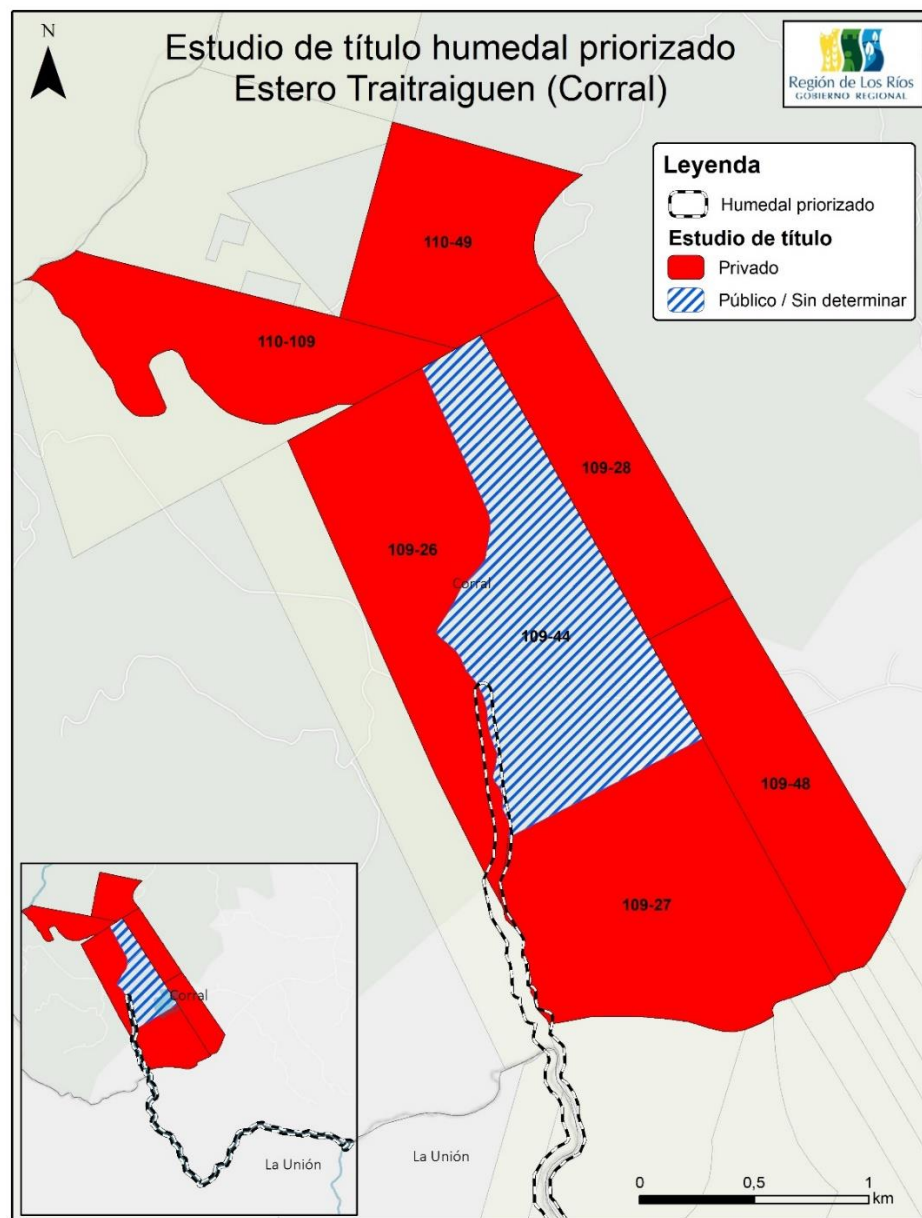 N
Estudio de título humedal priorizado
Estero Traitraiguen (Corral)
Región de Los Ríos
GOBIERNO REGIONAL
Leyenda
Humedal priorizado
Estudio de título
Privado
Público / Sin determinar
110-49
110-109
109-28
109-26
Corral
109-44
109-48
109-27
Corral
La Unión
La Unión
0 0,5 1
km